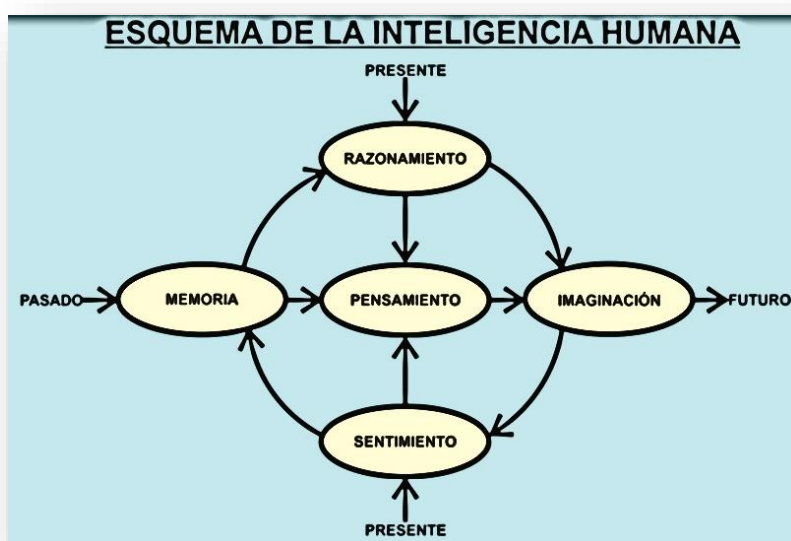 ESQUEMA DE LA INTELIGENCIA HUMANA
PRESENTE
RAZONAMIENTO
PASADO
MEMORIA
PENSAMIENTO
IMAGINACIÓN
FUTURO
SENTIMIENTO
PRESENTE